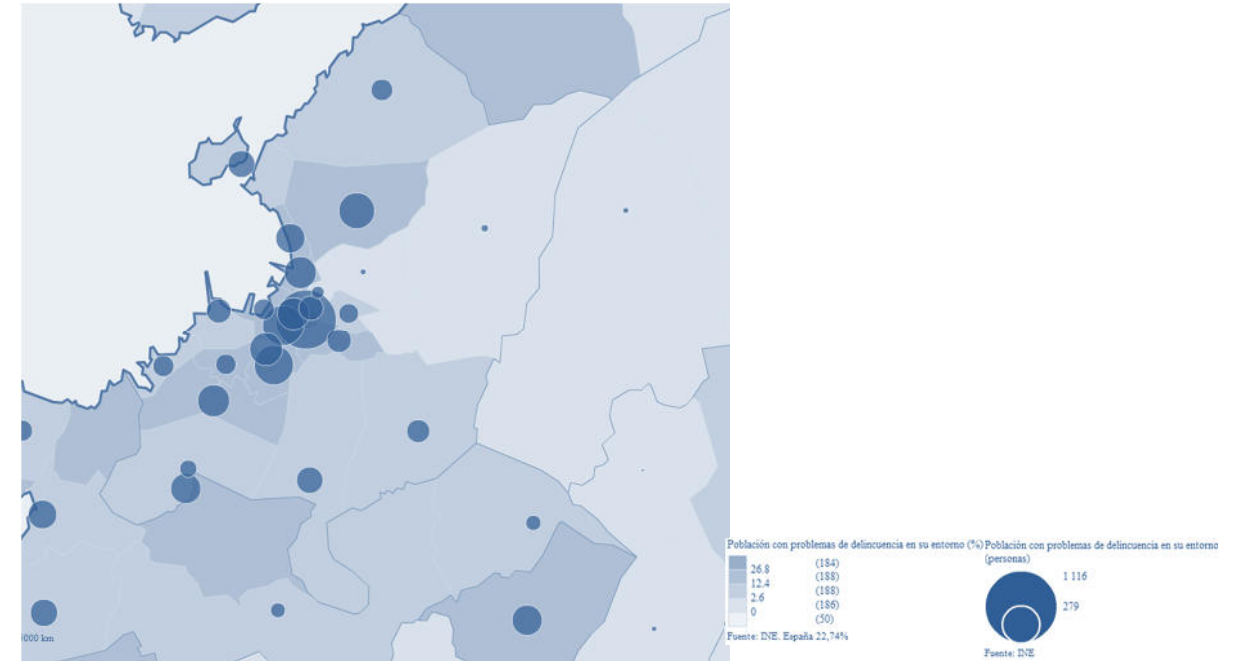 000 km
Población con problemas de delincuencia en su entorno (%)
26.8
12.4
2.6
0
(184)
(188)
(188)
(186)
(50)
Fuente: INE. España 22,74%
Población con problemas de delincuencia en su entorno
(personas)
1 116
279
Fuente: INE